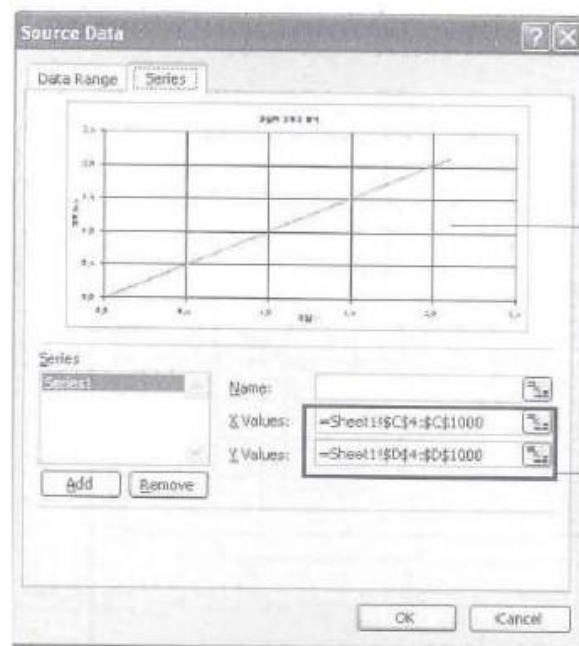 Source Data
Data Range
Series
Series
Series1
Name:
X Values:
=Sheet1!$C$4:$C$1000
Y Values:
=Sheet1!$D$4:$D$1000
Add
Remove
OK
Cancel